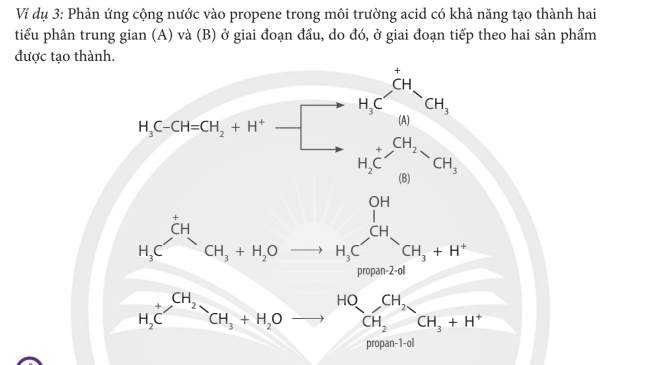 Ví dụ 3: Phản ứng cộng nước vào propene trong môi trường acid có khả năng tạo thành hai
tiểu phân trung gian (A) và (B) ở giai đoạn đầu, do đó, ở giai đoạn tiếp theo hai sản phẩm
được tạo thành.
+
CH
H₃C CH₃
(A)
H₃C–CH=CH₂ + H⁺
CH₂
H₂C⁺ CH₃
(B)
OH
+
CH CH
H₃C CH₃ + H₂O ⟶ H₃C CH₃ + H⁺
propan-2-ol
CH₂ HO CH₂
H₂C⁺ CH₃ + H₂O ⟶ CH₂ CH₃ + H⁺
propan-1-ol